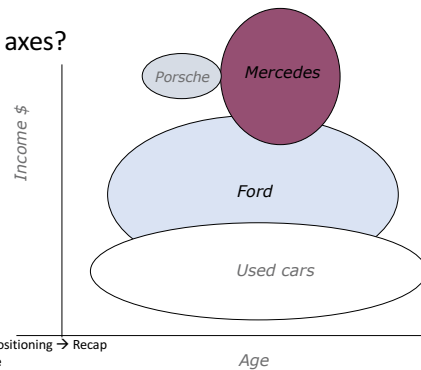 axes?
Porsche
Mercedes
Income $
Ford
Used cars
ositioning → Recap
Age